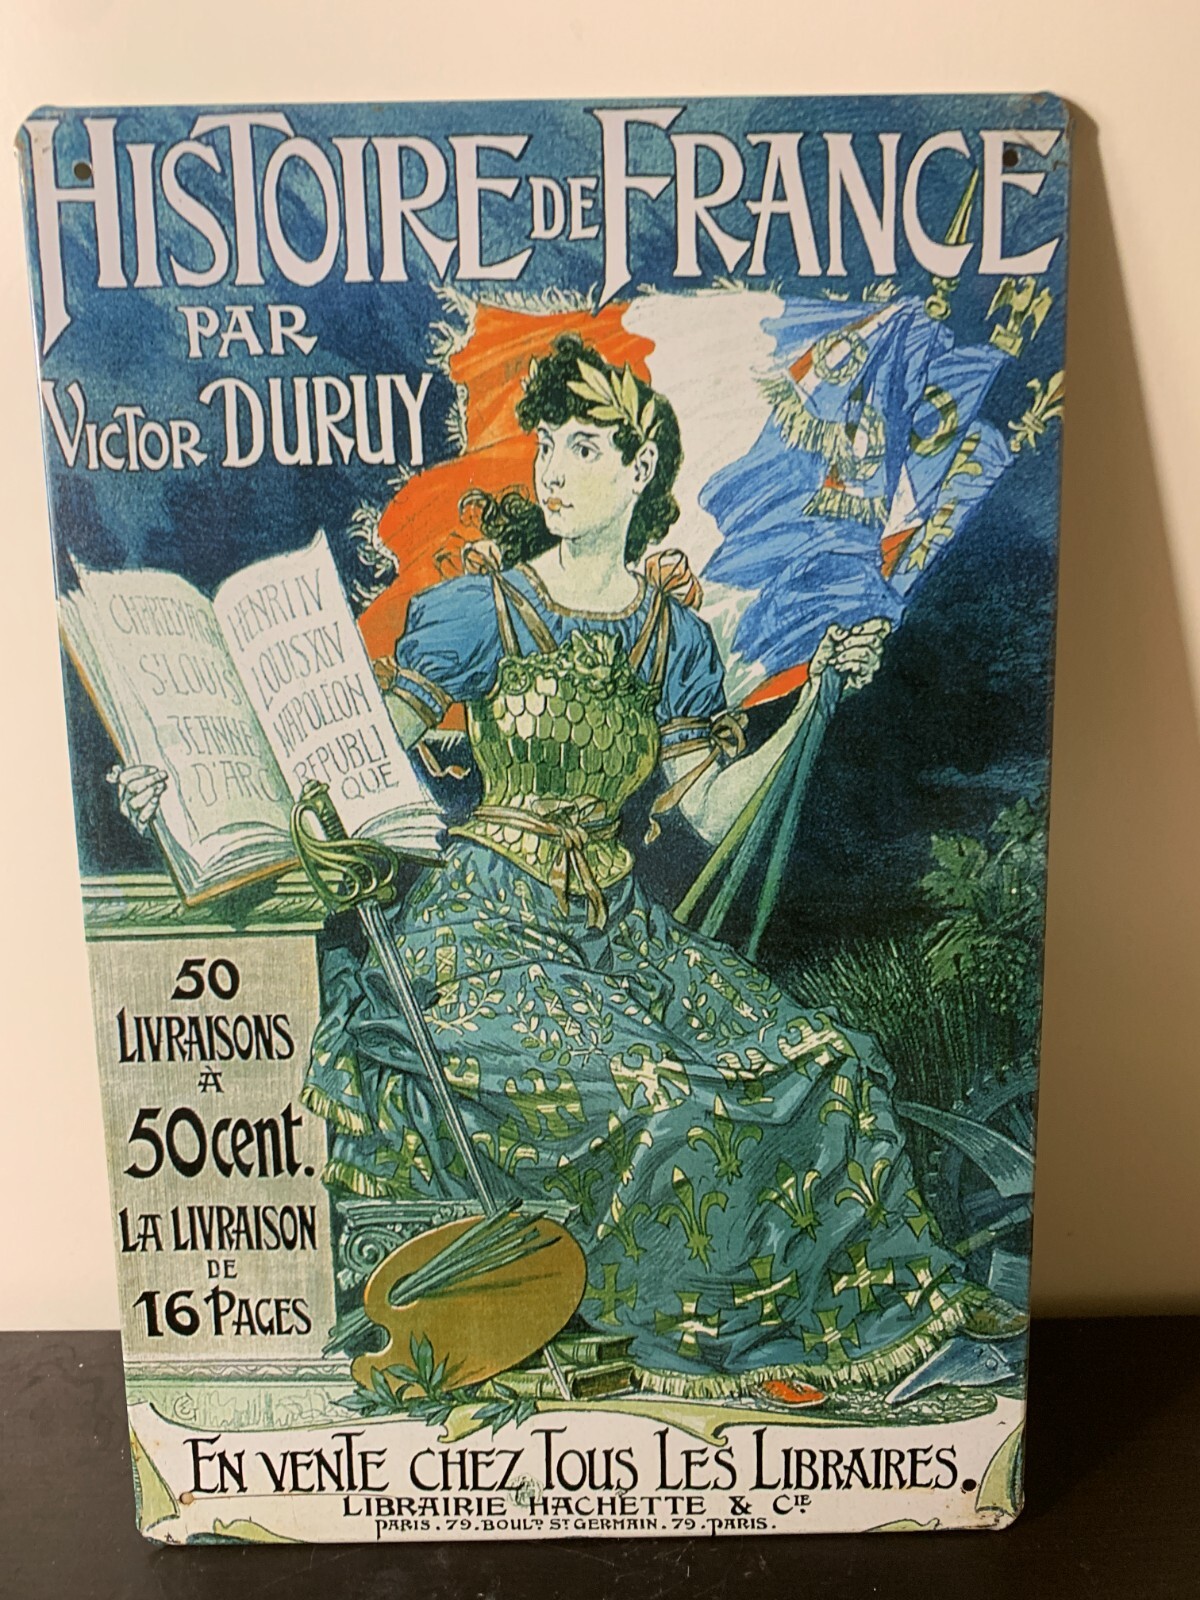 HISTOIRE DE FRANCE
PAR
VICTOR DURUY
CHARLEMAGNE
St LOUIS
JEANNE
D'ARC
HENRI IV
LOUIS XIV
NAPOLEON
REPUBLI
QUE
50
LIVRAISONS
À
50 cent.
LA LIVRAISON
DE
16 PAGES
EN VENTE CHEZ TOUS LES LIBRAIRES.
LIBRAIRIE HACHETTE & CIE
PARIS. 79. BOULD ST GERMAIN. 79. PARIS.